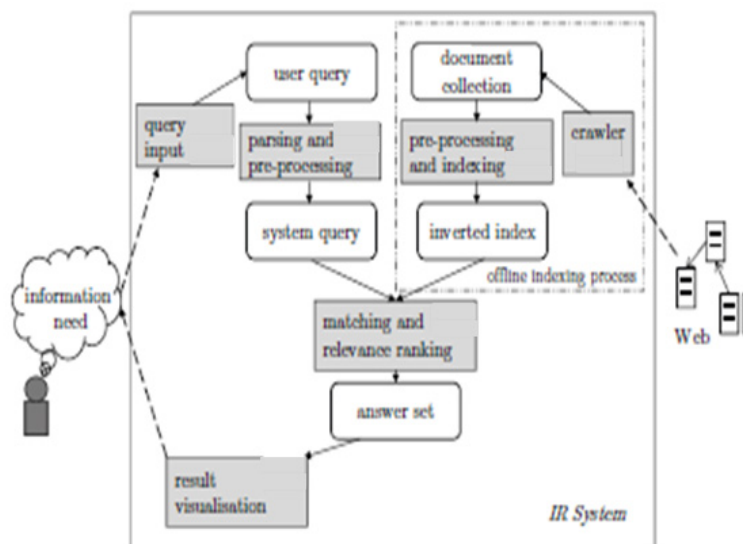 user query
document
collection
query
input
parsing and
pre-processing
pre-processing
and indexing
crawler
system query
inverted index
offline indexing process
information
need
matching and
relevance ranking
Web
answer set
result
visualisation
IR System